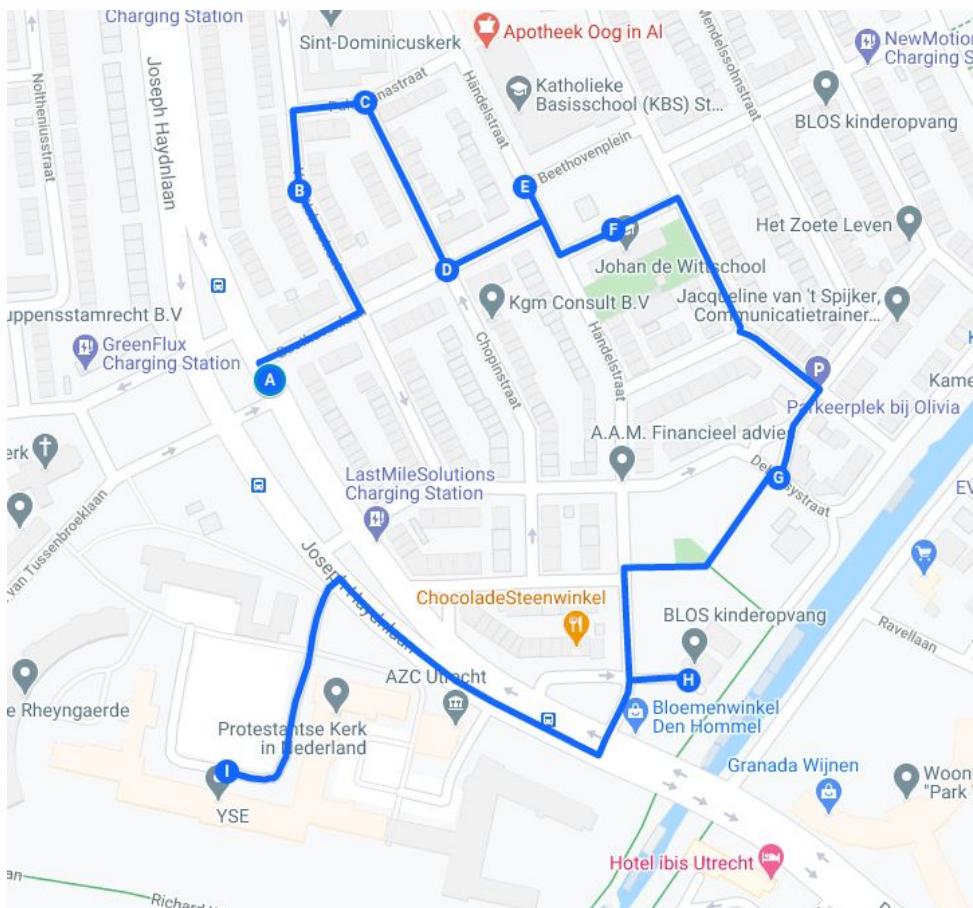 Charging Station
Sint-Dominicuskerk
Apotheek Oog in Al
NewMotion
Charging S
Noltheniusstraat
Joseph Haydnlaan
Händelstraat
Mendelssohnstraat
Katholieke
Basisschool (KBS) St...
BLOS kinderopvang
C
B
E
Beethovenplein
F
Johan de Wittschool
Het Zoete Leven
D
Kgm Consult B.V
Jacqueline van 't Spijker,
Communicatietrainer...
uppensstamrecht B.V
GreenFlux
Charging Station
A
Chopinstraat
Händelstraat
P
Parkeerplek bij Olivia
Kame
erk
A.A.M. Financieel advie
LastMileSolutions
Charging Station
G
EV
van Tussenbroeklaan
Joseph Haydnlaan
ChocoladeSteenwinkel
BLOS kinderopvang
Ravellaan
AZC Utrecht
H
e Rheyngaerde
Protestantse Kerk
in Nederland
Bloemenwinkel
Den Hommel
I
YSE
Granada Wijnen
Woon
"Park
Hotel ibis Utrecht
an
Richard